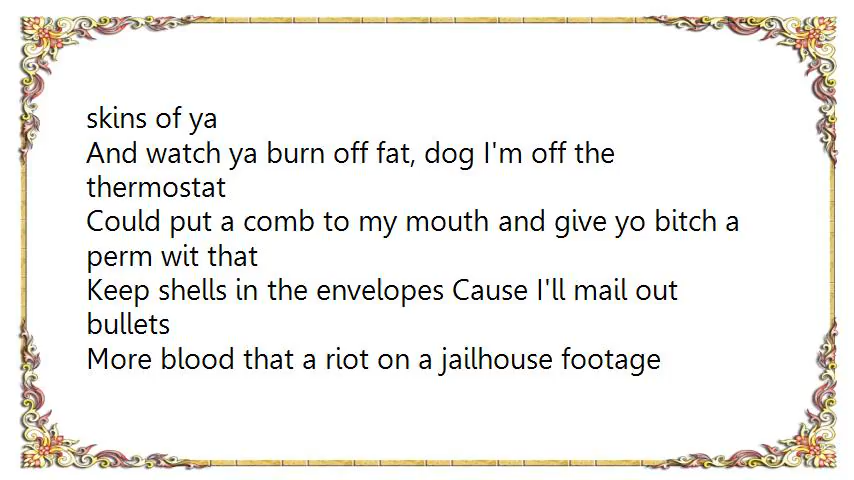 skins of ya
And watch ya burn off fat, dog I'm off the
thermostat
Could put a comb to my mouth and give yo bitch a
perm wit that
Keep shells in the envelopes Cause I'll mail out
bullets
More blood that a riot on a jailhouse footage